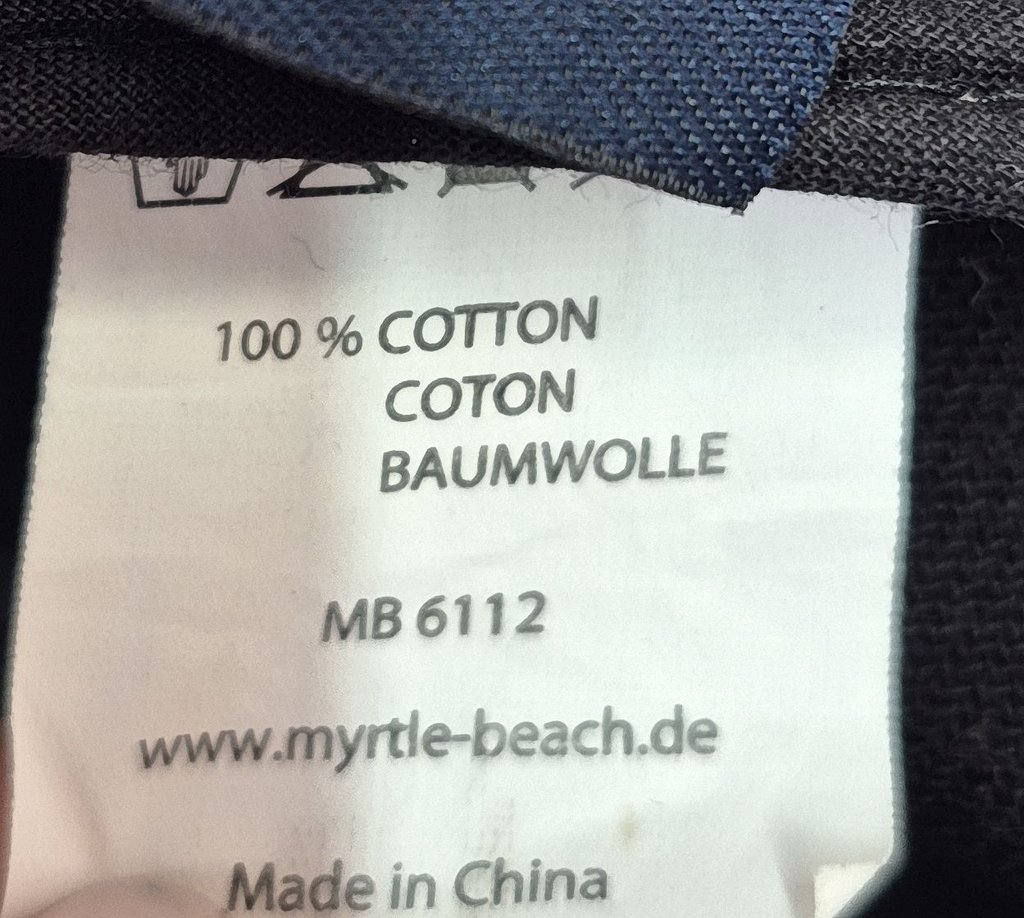 100 % COTTON
COTON
BAUMWOLLE
MB 6112
www.myrtle-beach.de
Made in China